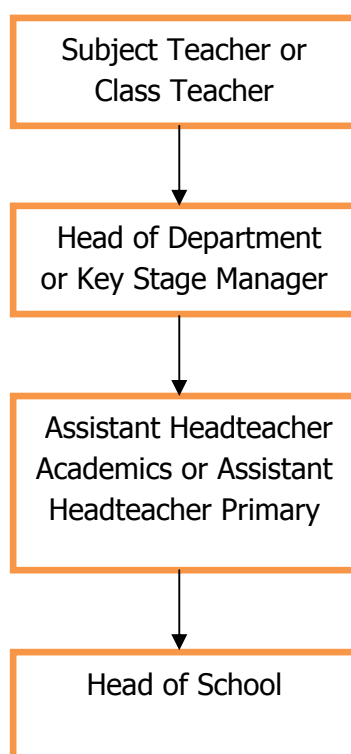 Subject Teacher or
Class Teacher
Head of Department
or Key Stage Manager
Assistant Headteacher
Academics or Assistant
Headteacher Primary
Head of School